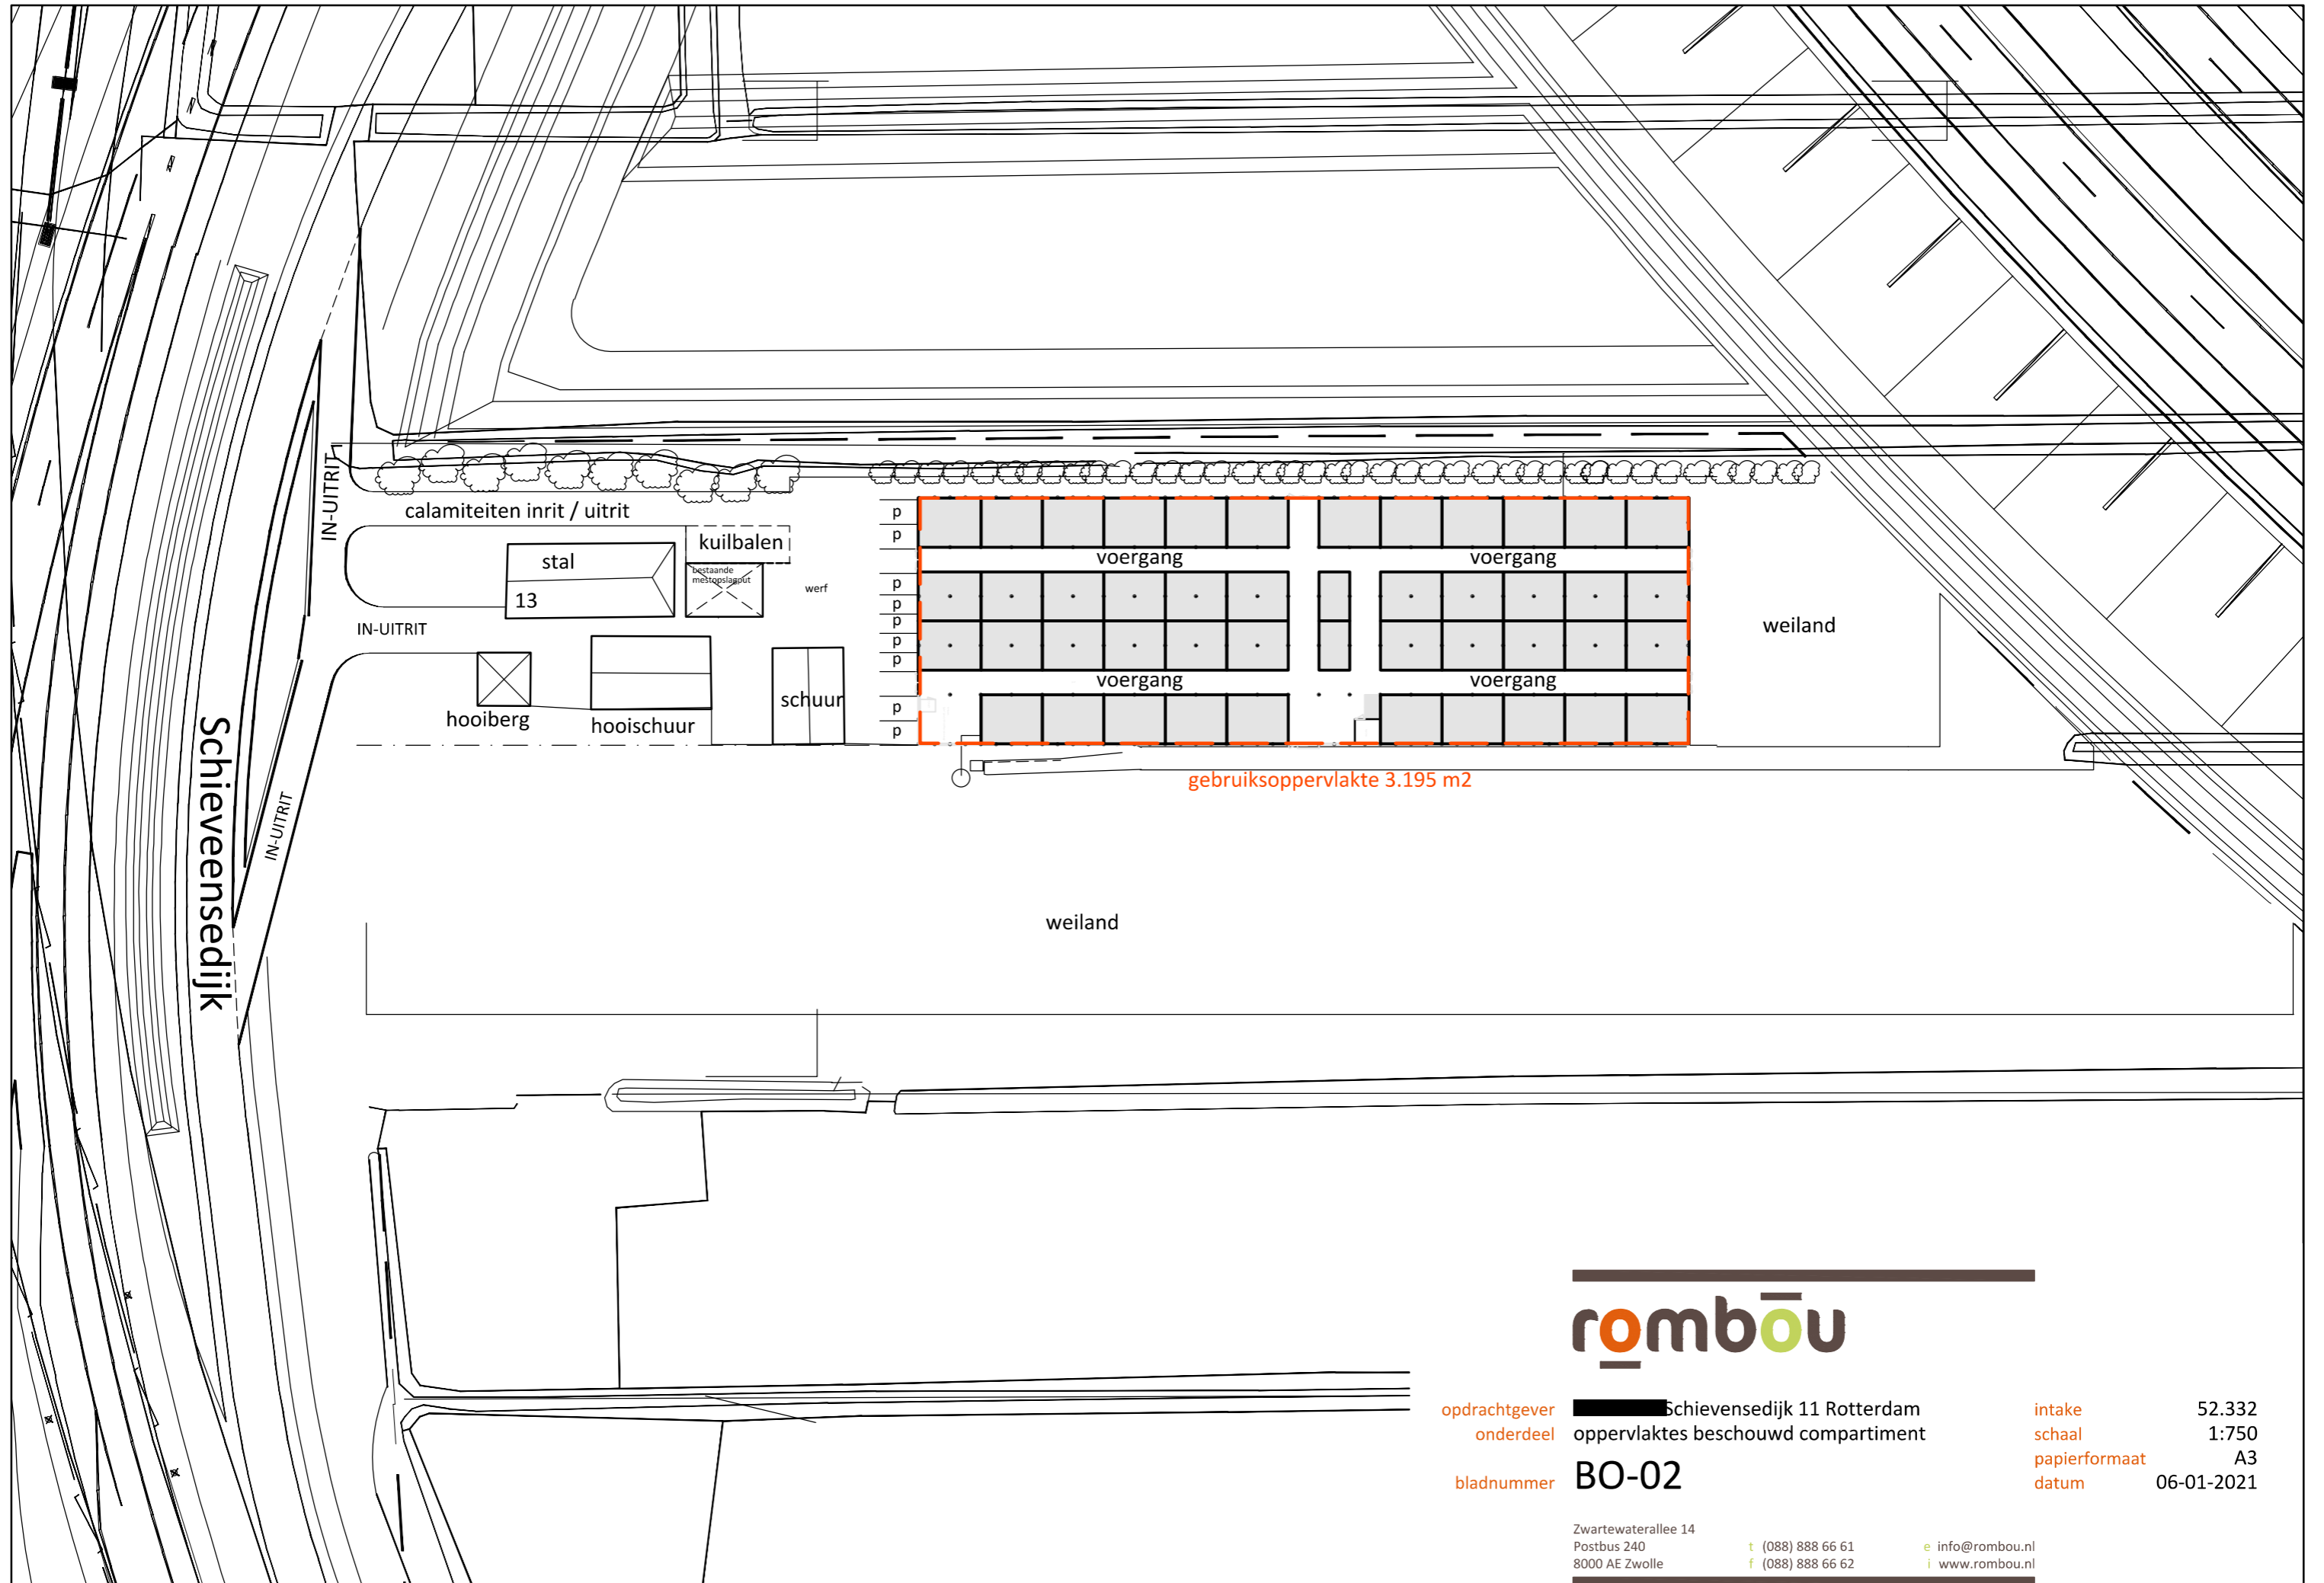 IN-UITRIT
calamiteiten inrit / uitrit
stal
13
kuilbalen
bestaande
mestopslagout
werf
IN-UITRIT
hooiberg
hooischuur
schuur
p
p
p
p
p
p
p
p
p
voergang
voergang
voergang
voergang
weiland
gebruiksoppervlakte 3.195 m2
Schieveensedijk
IN-UITRIT
weiland
rombou
opdrachtgever Schievensedijk 11 Rotterdam
onderdeel oppervlaktes beschouwd compartiment
bladnummer BO-02
intake 52.332
schaal 1:750
papierformaat A3
datum 06-01-2021
Zwartewaterallee 14
Postbus 240 t (088) 888 66 61 e info@rombou.nl
8000 AE Zwolle f (088) 888 66 62 i www.rombou.nl